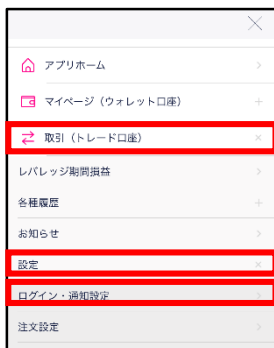 アプリホーム
マイページ（ウォレット口座）
取引（トレード口座）
レバレッジ期間損益
各種履歴
お知らせ
設定
ログイン・通知設定
注文設定